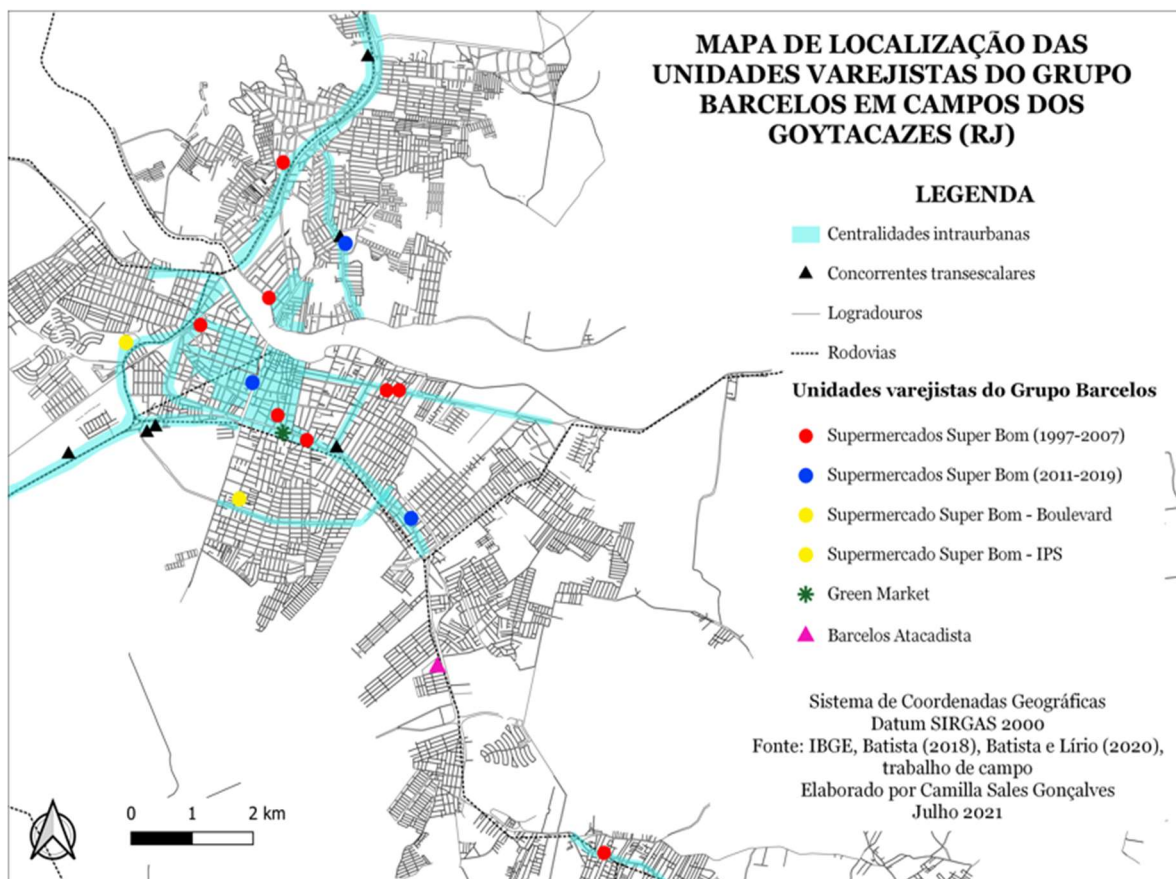 MAPA DE LOCALIZAÇÃO DAS
UNIDADES VAREJISTAS DO GRUPO
BARCELOS EM CAMPOS DOS
GOYTACAZES (RJ)
LEGENDA
Centralidades intraurbanas
Concorrentes transescalares
Logradouros
Rodovias
Unidades varejistas do Grupo Barcelos
Supermercados Super Bom (1997-2007)
Supermercados Super Bom (2011-2019)
Supermercado Super Bom - Boulevard
Supermercado Super Bom - IPS
Green Market
Barcelos Atacadista
Sistema de Coordenadas Geográficas
Datum SIRGAS 2000
Fonte: IBGE, Batista (2018), Batista e Lírio (2020),
trabalho de campo
Elaborado por Camilla Sales Gonçalves
Julho 2021
0 1 2 km